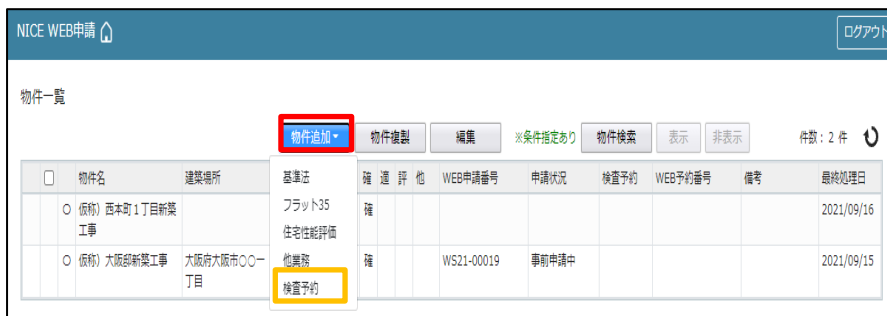 NICE WEB申請
ログアウト
物件一覧
物件追加 物件複製 編集 ※条件指定あり 物件検索 表示 非表示 件数: 2 件
物件名 建築場所 確 適 評 他 WEB申請番号 申請状況 検査予約 WEB予約番号 備考 最終処理日
基準法
フラット35
住宅性能評価
他業務
検査予約
○ 仮称）西本町１丁目新築
工事 確 2021/09/16
○ 仮称）大阪邸新築工事 大阪府大阪市○○一
丁目 確 WS21-00019 事前申請中 2021/09/15